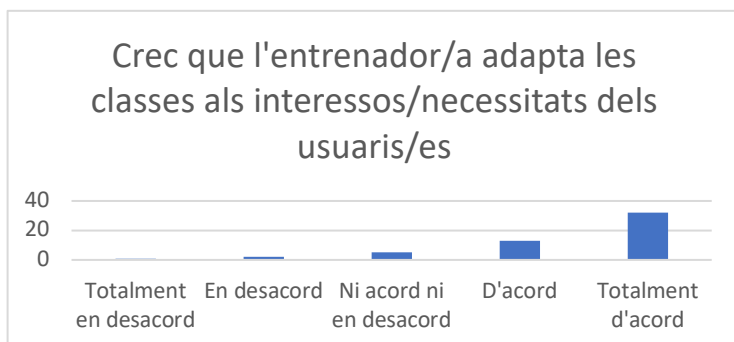 Crec que l'entrenador/a adapta les
classes als interessos/necessitats dels
usuaris/es
40
20
0
Totalment
en desacord
En desacord
Ni acord ni
en desacord
D'acord
Totalment
d'acord